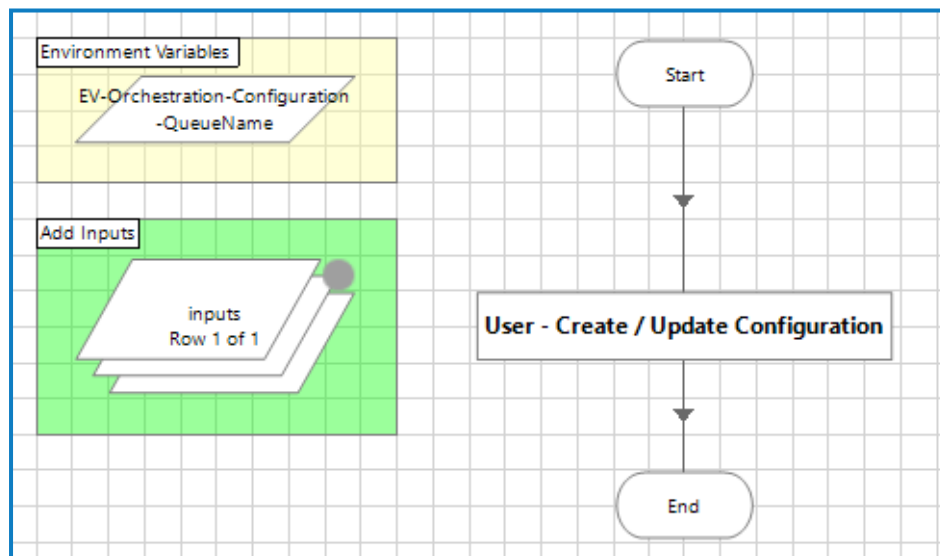 Environment Variables
EV-Orchestration-Configuration
-QueueName
Add Inputs
inputs
Row 1 of 1
Start
User - Create / Update Configuration
End